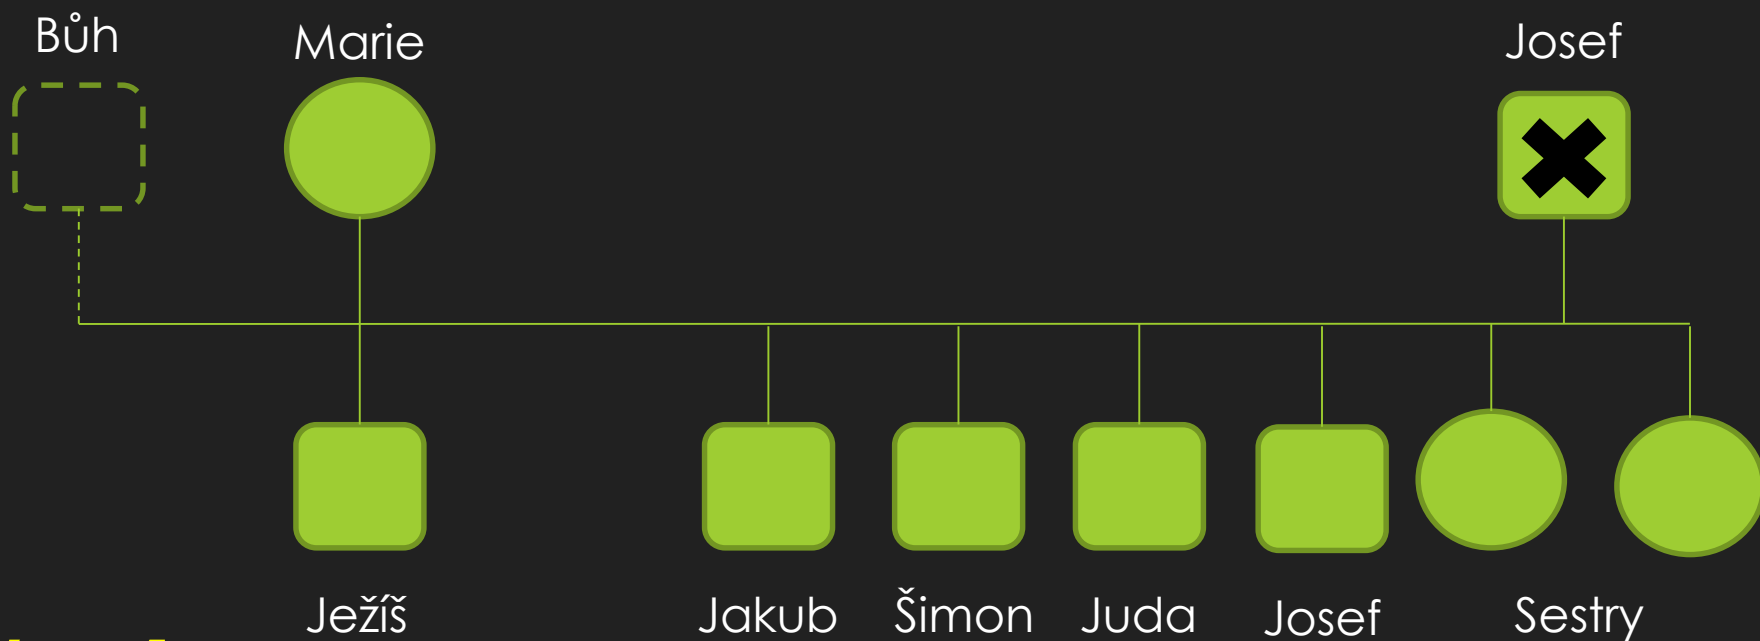 Bůh
Marie
Josef
Ježíš
Jakub
Šimon
Juda
Josef
Sestry